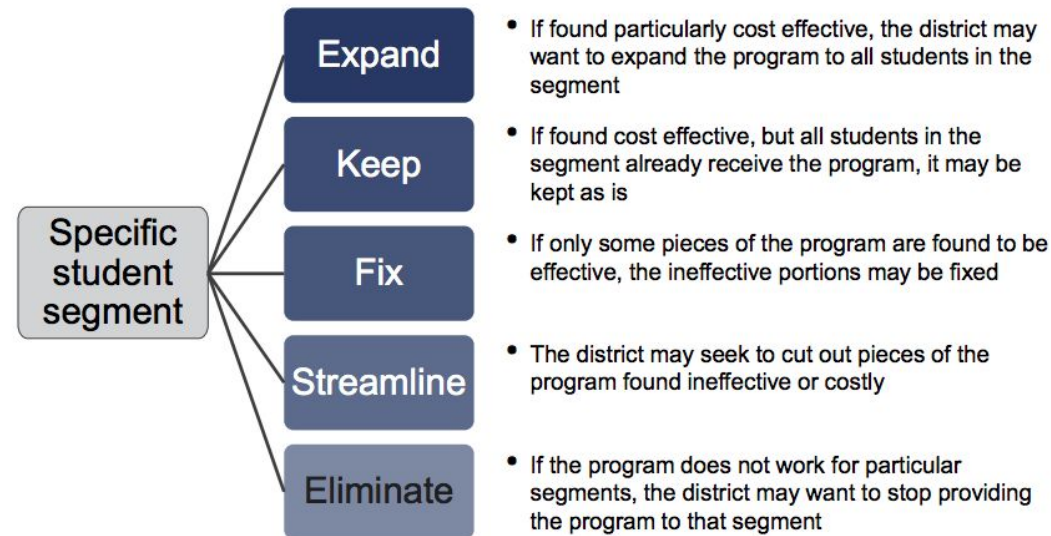 Specific
student
segment
Expand
• If found particularly cost effective, the district may
want to expand the program to all students in the
segment
Keep
• If found cost effective, but all students in the
segment already receive the program, it may be
kept as is
Fix
• If only some pieces of the program are found to be
effective, the ineffective portions may be fixed
Streamline
• The district may seek to cut out pieces of the
program found ineffective or costly
Eliminate
• If the program does not work for particular
segments, the district may want to stop providing
the program to that segment